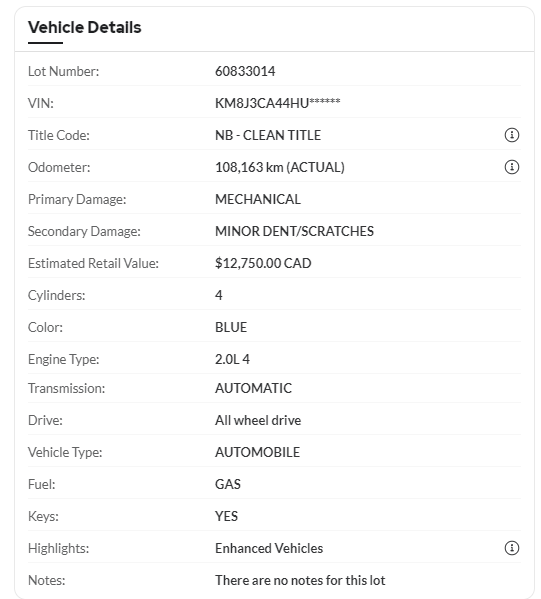 Vehicle Details
Lot Number: 60833014
VIN: KM8J3CA44HU******
Title Code: NB - CLEAN TITLE
Odometer: 108,163 km (ACTUAL)
Primary Damage: MECHANICAL
Secondary Damage: MINOR DENT/SCRATCHES
Estimated Retail Value: $12,750.00 CAD
Cylinders: 4
Color: BLUE
Engine Type: 2.0L 4
Transmission: AUTOMATIC
Drive: All wheel drive
Vehicle Type: AUTOMOBILE
Fuel: GAS
Keys: YES
Highlights: Enhanced Vehicles
Notes: There are no notes for this lot